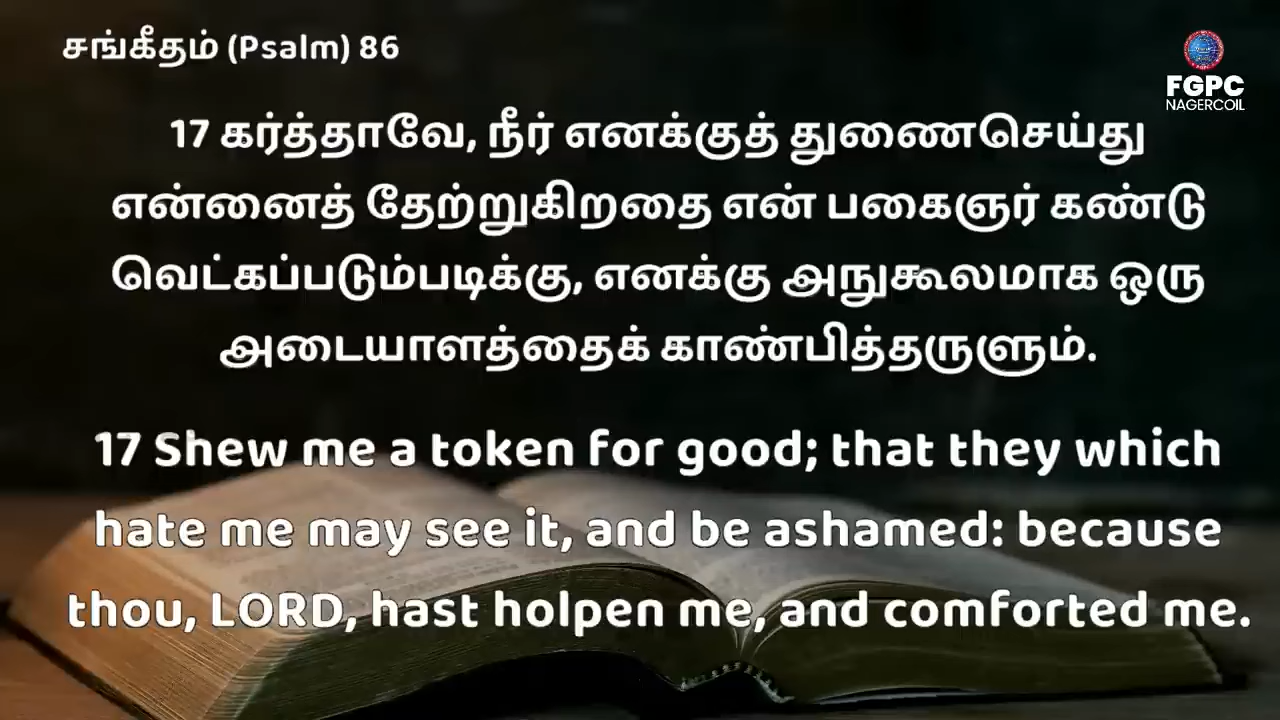 சங்கீதம் (Psalm) 86
FGPC
NAGERCOIL
17 கர்த்தாவே, நீர் எனக்குத் துணைசெய்து
என்னைத் தேற்றுகிறதை என் பகைஞர் கண்டு
வெட்கப்படும்படிக்கு, எனக்கு அநுகூலமாக ஒரு
அடையாளத்தைக் காண்பித்தருளும்.
17 Shew me a token for good; that they which
hate me may see it, and be ashamed: because
thou, LORD, hast holpen me, and comforted me.